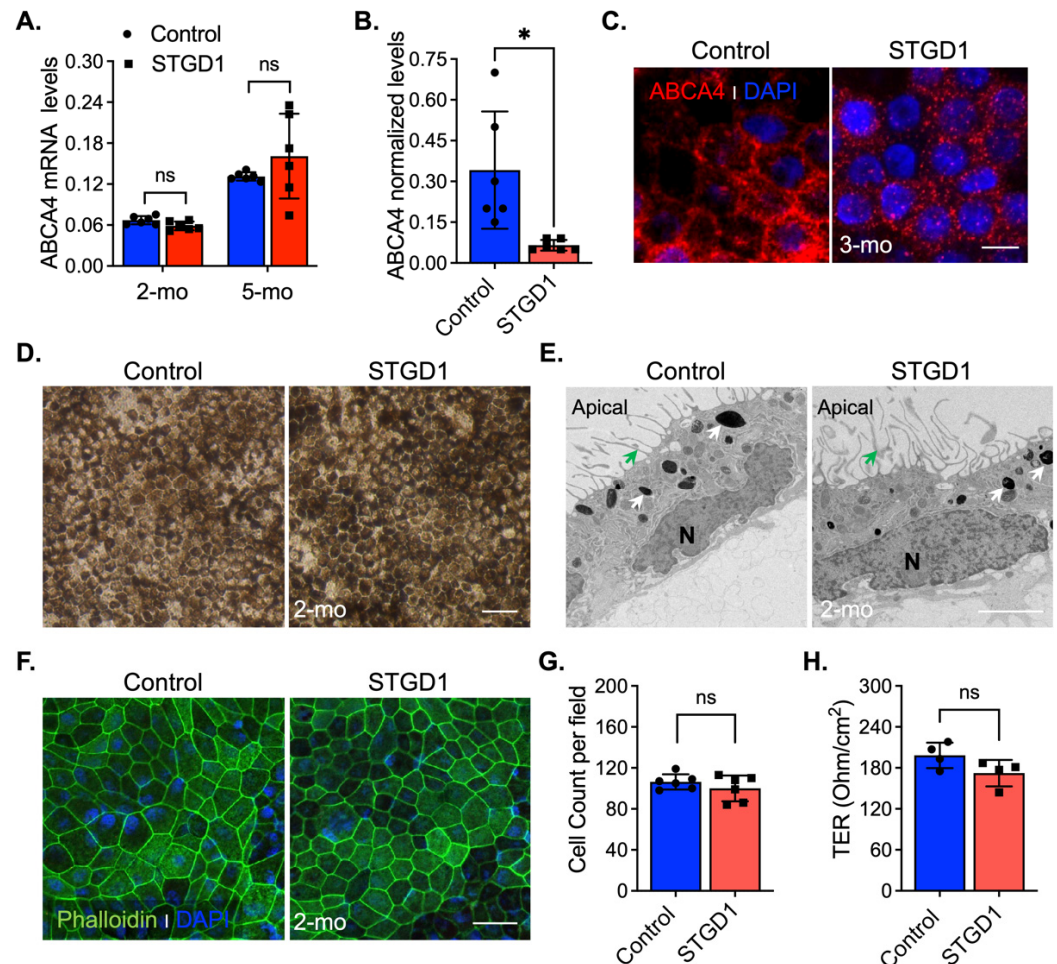 A.
Control
STGD1
ABCA4 mRNA levels
0.30
0.24
0.18
0.12
0.06
0.00
ns
ns
2-mo
5-mo
B.
ABCA4 normalized levels
0.75
0.60
0.45
0.30
0.15
0.00
*
Control
STGD1
C.
Control
STGD1
ABCA4 I DAPI
3-mo
D.
Control
STGD1
2-mo
E.
Control
STGD1
Apical
N
Apical
N
2-mo
F.
Control
STGD1
Phalloidin I DAPI
2-mo
G.
Cell Count per field
200
160
120
80
40
0
ns
Control
STGD1
H.
TER (Ohm/cm²)
300
240
180
120
60
0
ns
Control
STGD1